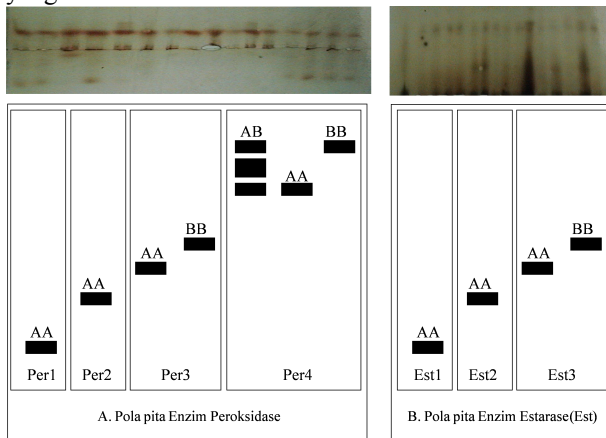 AB BB
AA
BB
AA
AA
AA
Per1 Per2 Per3 Per4
A. Pola pita Enzim Peroksidase
BB
AA
AA
AA
Est1 Est2 Est3
B. Pola pita Enzim Estarase(Est)